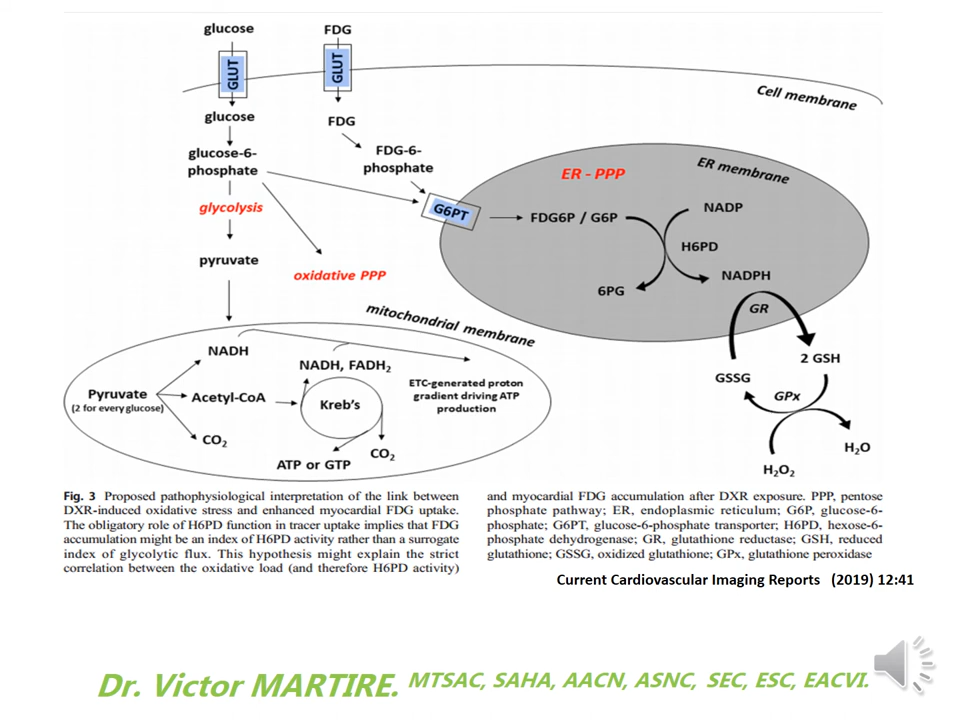 glucose
FDG
GLUT
GLUT
Cell membrane
glucose
FDG
glucose-6-
phosphate
FDG-6-
phosphate
ER - PPP
ER membrane
glycolysis
G6PT
FDG6P / G6P
NADP
H6PD
pyruvate
oxidative PPP
NADPH
6PG
GR
mitochondrial membrane
NADH
NADH, FADH2
2 GSH
GSSG
ETC-generated proton
gradient driving ATP
production
Pyruvate
(2 for every glucose)
Acetyl-CoA
Kreb's
GPx
CO2
CO2
ATP or GTP
H2O
H2O2
Fig. 3 Proposed pathophysiological interpretation of the link between
DXR-induced oxidative stress and enhanced myocardial FDG uptake.
The obligatory role of H6PD function in tracer uptake implies that FDG
accumulation might be an index of H6PD activity rather than a surrogate
index of glycolytic flux. This hypothesis might explain the strict
correlation between the oxidative load (and therefore H6PD activity)
and myocardial FDG accumulation after DXR exposure. PPP, pentose
phosphate pathway; ER, endoplasmic reticulum; G6P, glucose-6-
phosphate; G6PT, glucose-6-phosphate transporter; H6PD, hexose-6-
phosphate dehydrogenase; GR, glutathione reductase; GSH, reduced
glutathione; GSSG, oxidized glutathione; GPx, glutathione peroxidase
Current Cardiovascular Imaging Reports (2019) 12:41
Dr. Victor MARTIRE. MTSAC, SAHA, AACN, ASNC, SEC, ESC, EACVI.